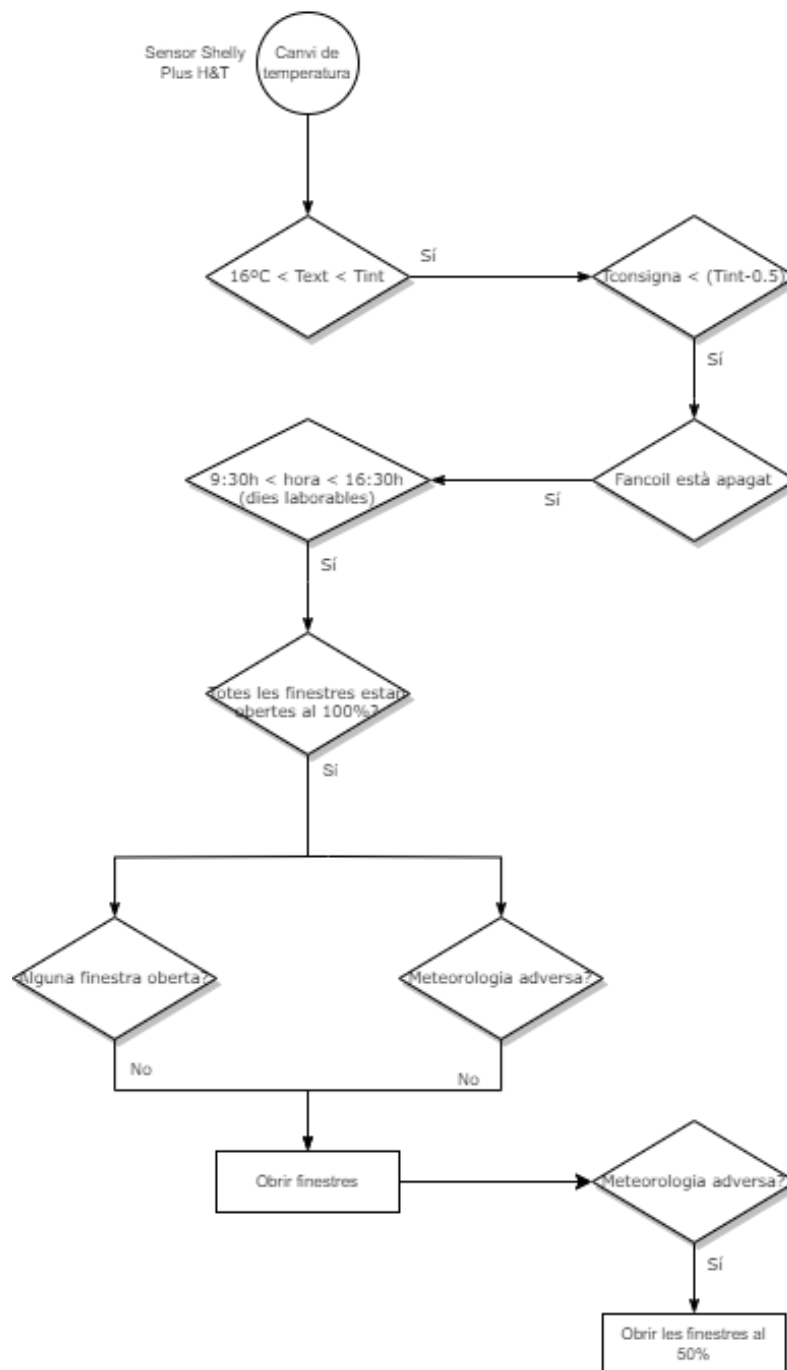 Sensor Shelly
Plus H&T
Canvi de
temperatura
16ºC < Text < Tint
Sí
Tconsigna < (Tint-0.5)
Sí
Fancoil està apagat
Sí
9:30h < hora < 16:30h
(dies laborables)
Sí
Totes les finestres estan
obertes al 100%?
Sí
Alguna finestra oberta?
Meteorologia adversa?
No
No
Obrir finestres
Meteorologia adversa?
Sí
Obrir les finestres al
50%